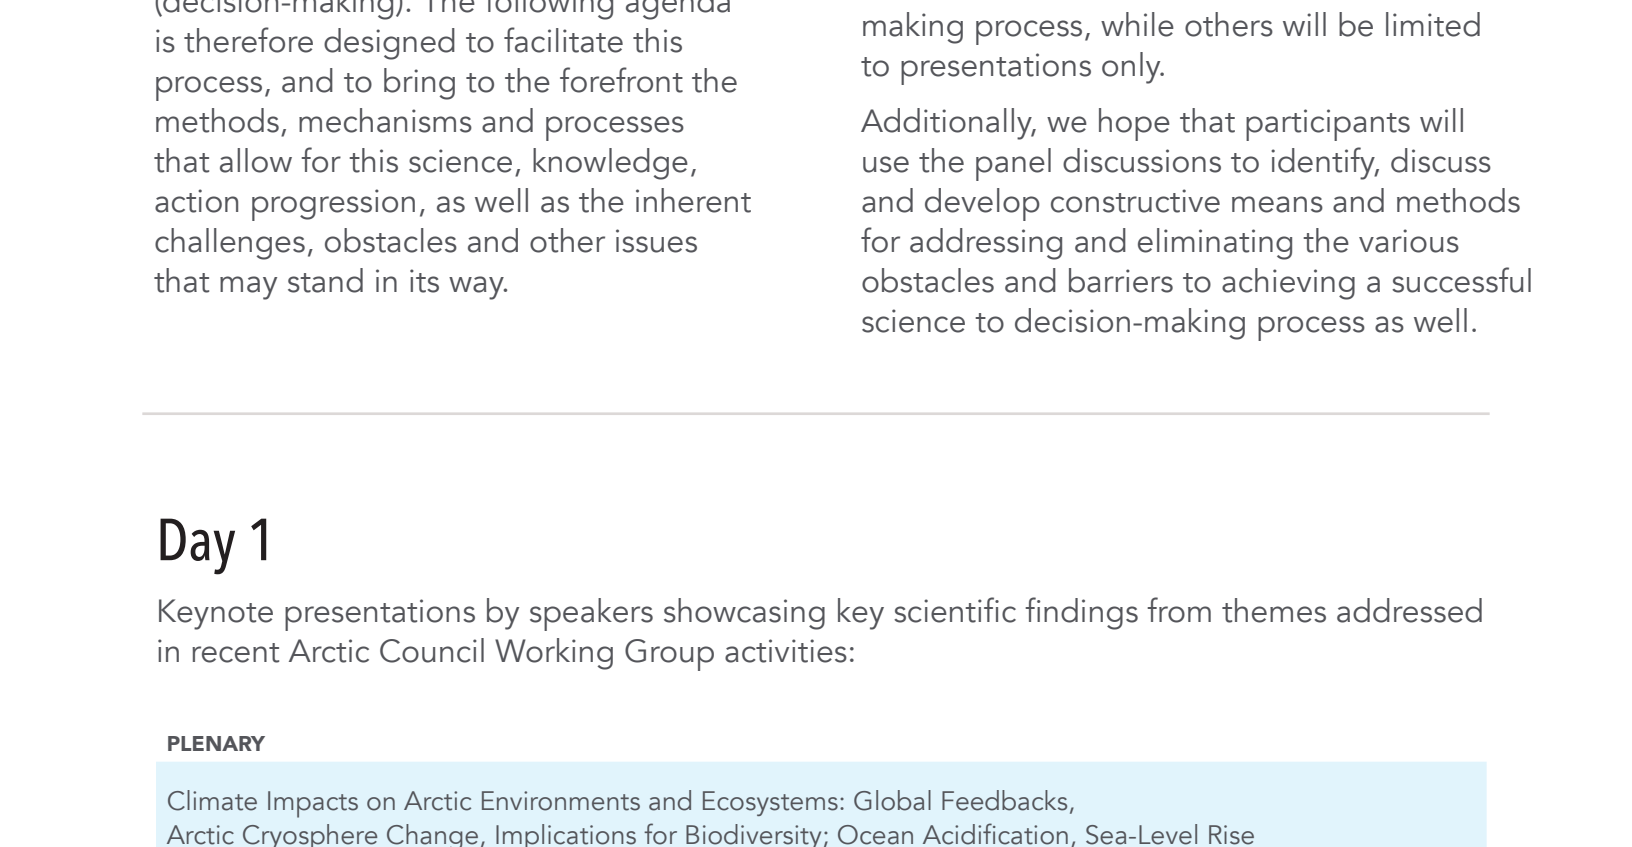 (decision-making). The following agenda
is therefore designed to facilitate this
process, and to bring to the forefront the
methods, mechanisms and processes
that allow for this science, knowledge,
action progression, as well as the inherent
challenges, obstacles and other issues
that may stand in its way.
making process, while others will be limited
to presentations only.
Additionally, we hope that participants will
use the panel discussions to identify, discuss
and develop constructive means and methods
for addressing and eliminating the various
obstacles and barriers to achieving a successful
science to decision-making process as well.
Day 1
Keynote presentations by speakers showcasing key scientific findings from themes addressed
in recent Arctic Council Working Group activities:
PLENARY
Climate Impacts on Arctic Environments and Ecosystems: Global Feedbacks,
Arctic Cryosphere Change, Implications for Biodiversity; Ocean Acidification, Sea-Level Rise